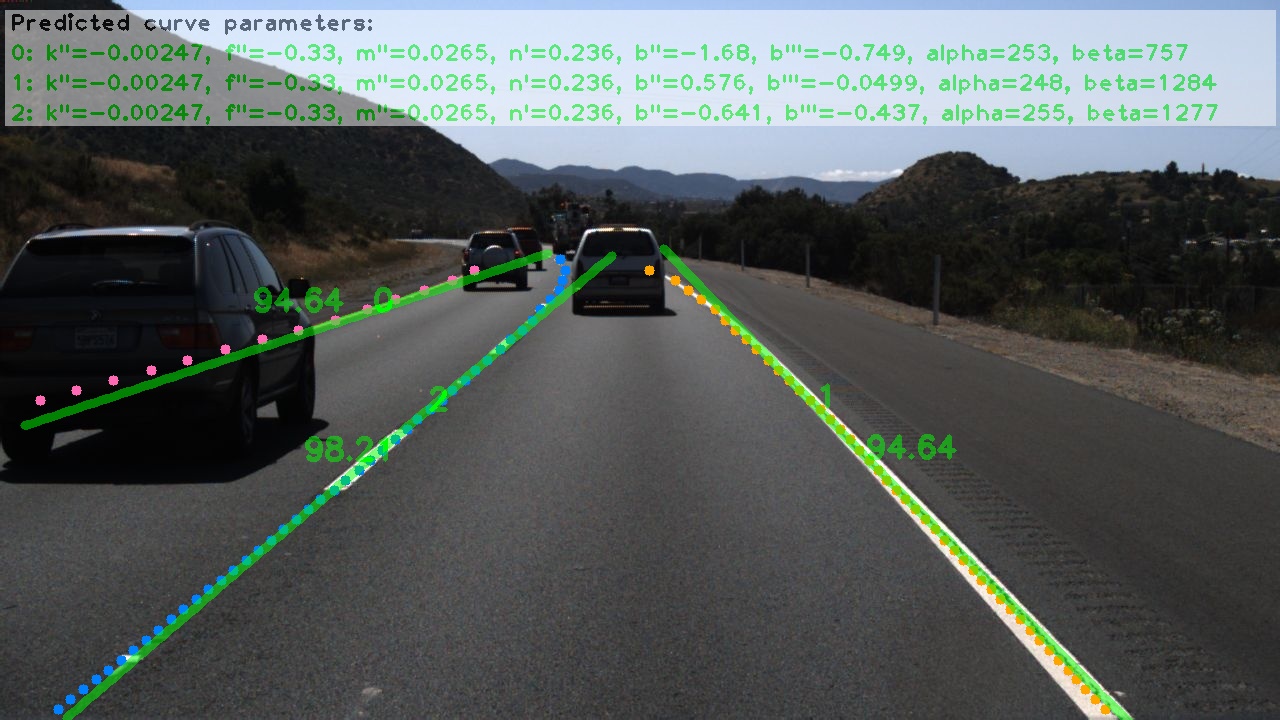 Predicted curve parameters:
0: k''=-0.00247, f''=-0.33, m''=0.0265, n'=0.236, b''=-1.68, b'''=-0.749, alpha=253, beta=757
1: k''=-0.00247, f''=-0.33, m''=0.0265, n'=0.236, b''=0.576, b'''=-0.0499, alpha=248, beta=1284
2: k''=-0.00247, f''=-0.33, m''=0.0265, n'=0.236, b''=-0.641, b'''=-0.437, alpha=255, beta=1277
94.64 0
2
1
98.21
94.64